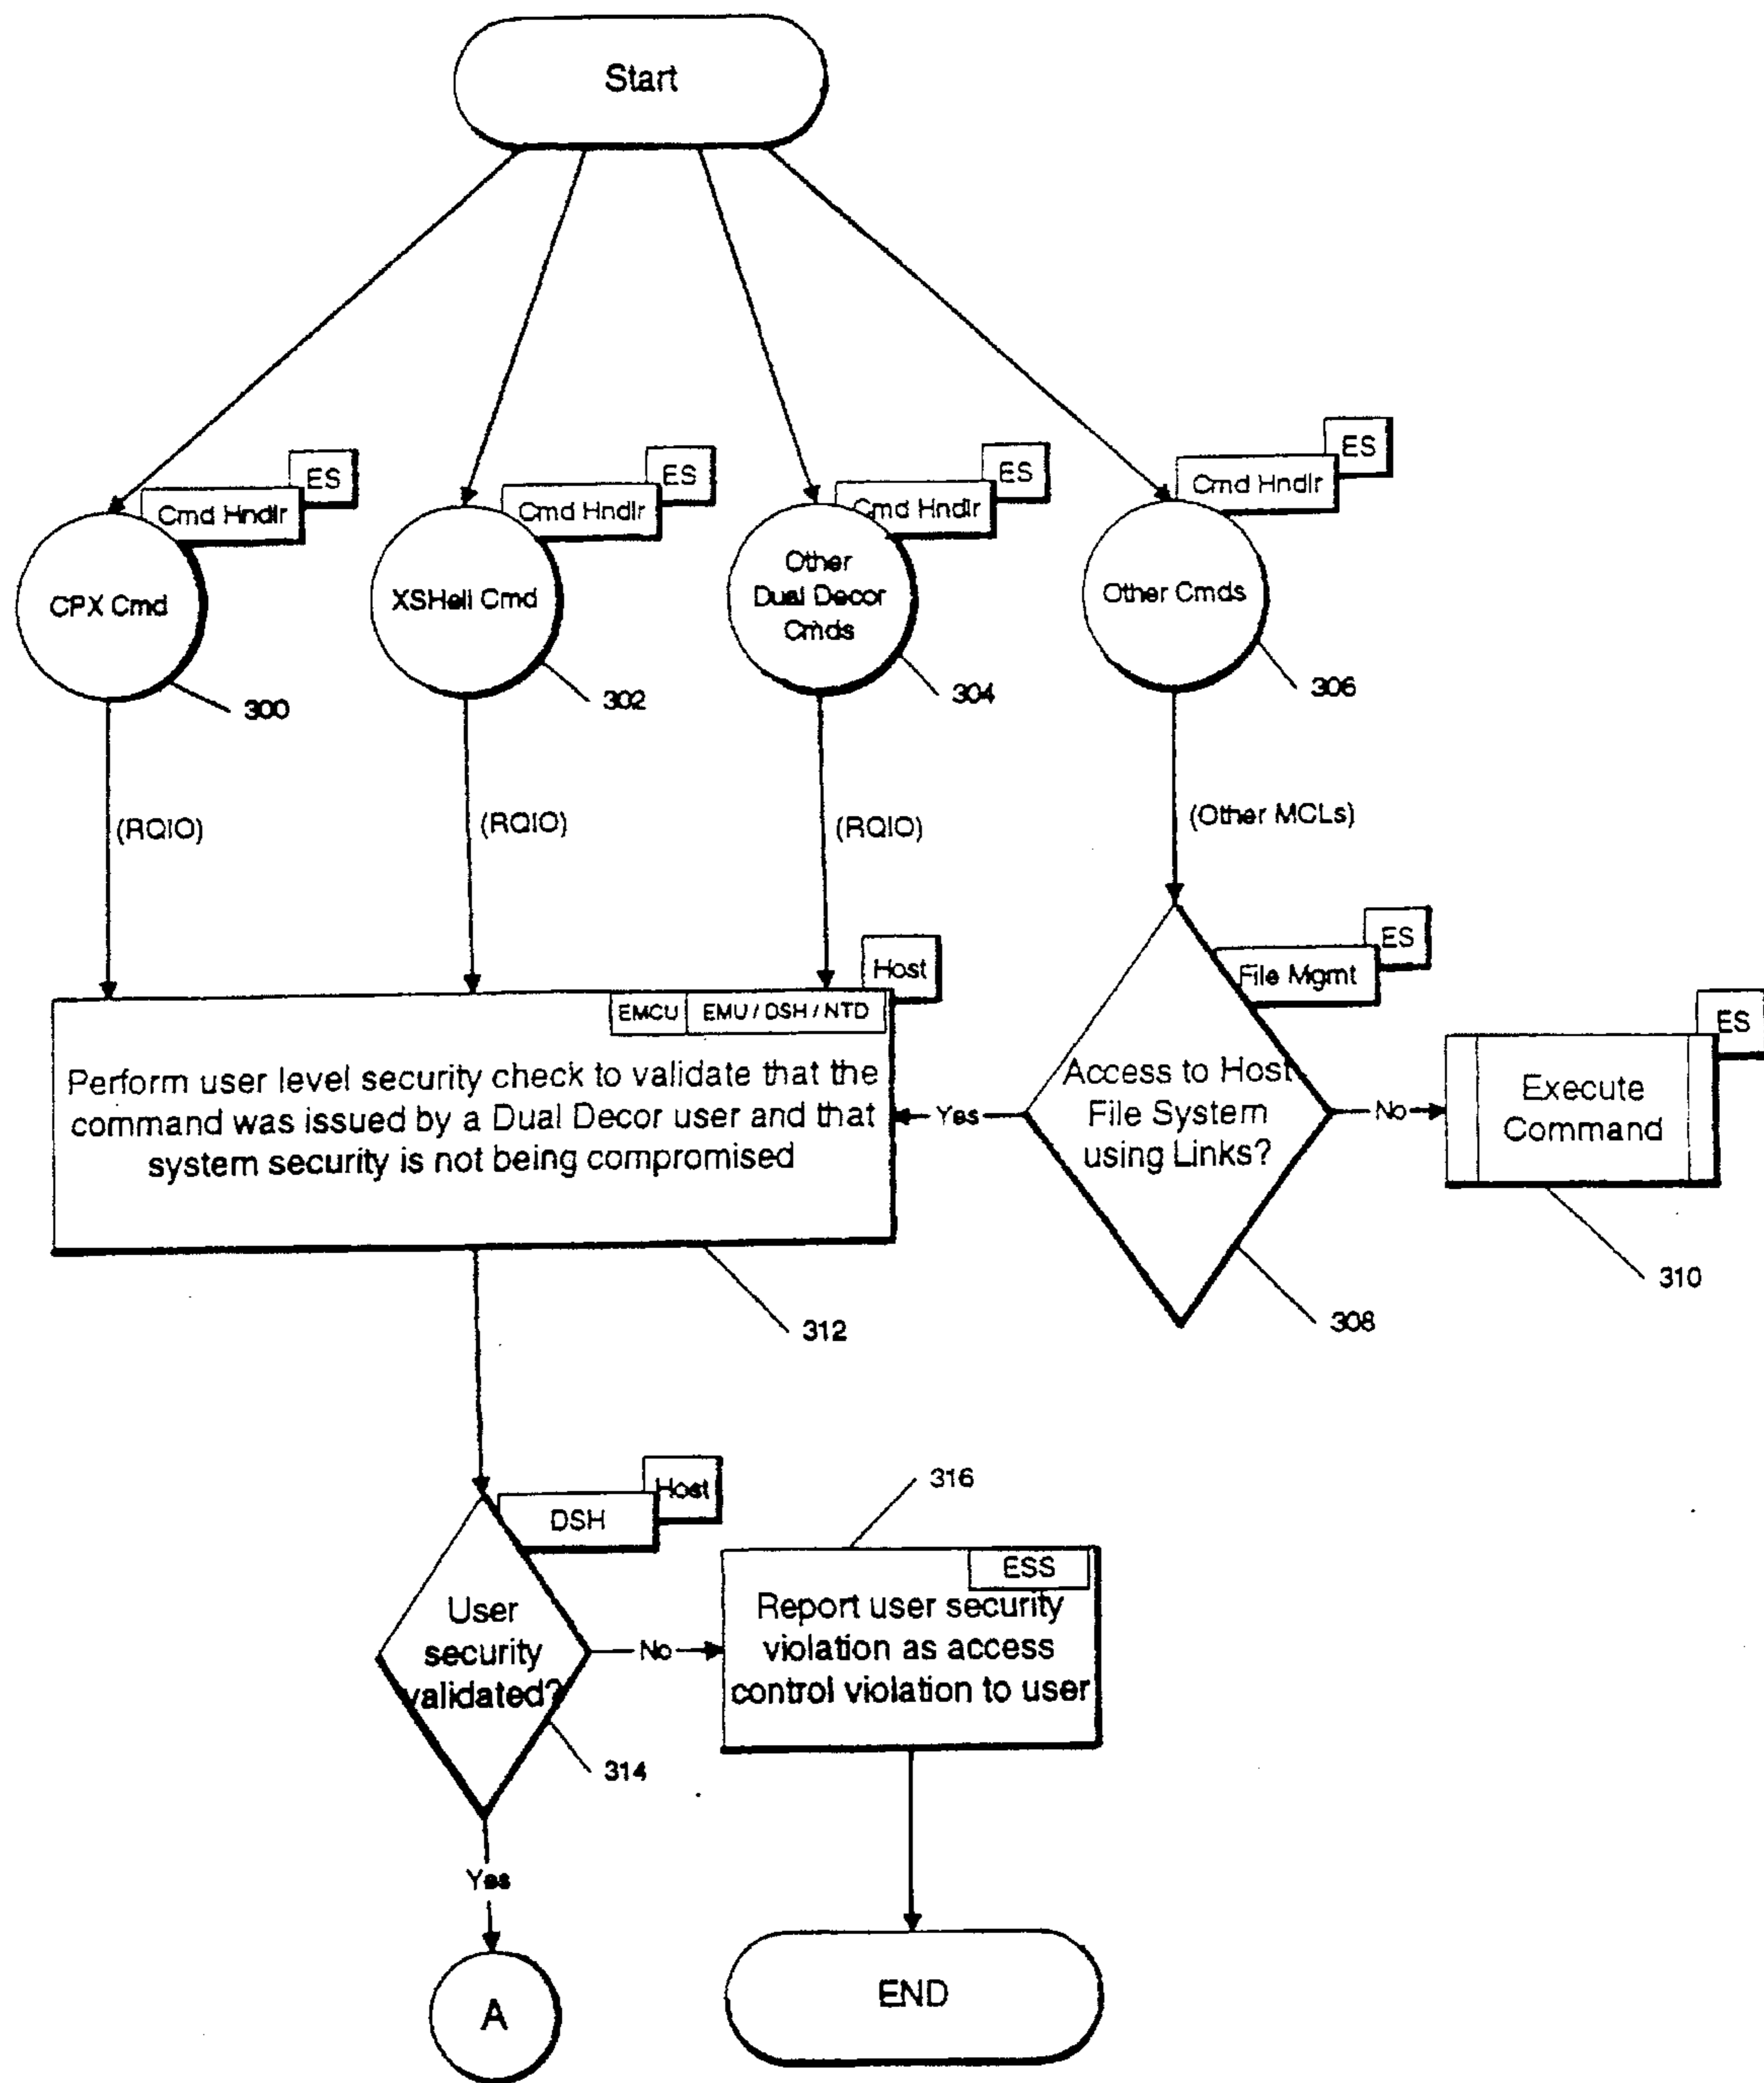 Start
ES
Cmd Hndlr
CPX Cmd
300
ES
Cmd Hndlr
XSHell Cmd
302
ES
Cmd Hndlr
Other
Dual Decor
Cmds
304
ES
Cmd Hndlr
Other Cmds
306
(RQIO)
(RQIO)
(RQIO)
(Other MCLs)
Host
EMCU
EMU / DSH / NTD
Perform user level security check to validate that the
command was issued by a Dual Decor user and that
system security is not being compromised
312
Yes
ES
File Mgmt
Access to Host
File System
using Links?
308
No
ES
Execute
Command
310
Host
DSH
User
security
validated?
314
No
316
ESS
Report user security
violation as access
control violation to user
Yes
A
END